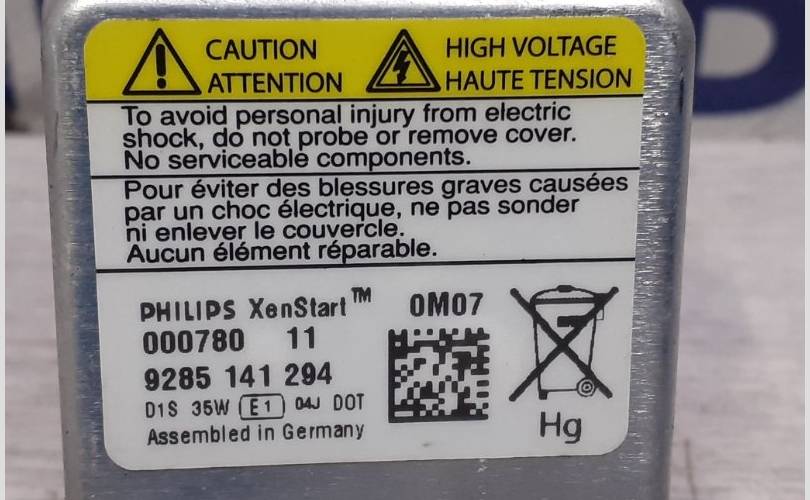 CAUTION
ATTENTION
HIGH VOLTAGE
HAUTE TENSION
To avoid personal injury from electric
shock, do not probe or remove cover.
No serviceable components.
Pour éviter des blessures graves causées
par un choc électrique, ne pas sonder
ni enlever le couvercle.
Aucun élément réparable.
PHILIPS XenStart™ 0M07
000780 11
9285 141 294
D1S 35W E1 04J DOT
Assembled in Germany
Hg